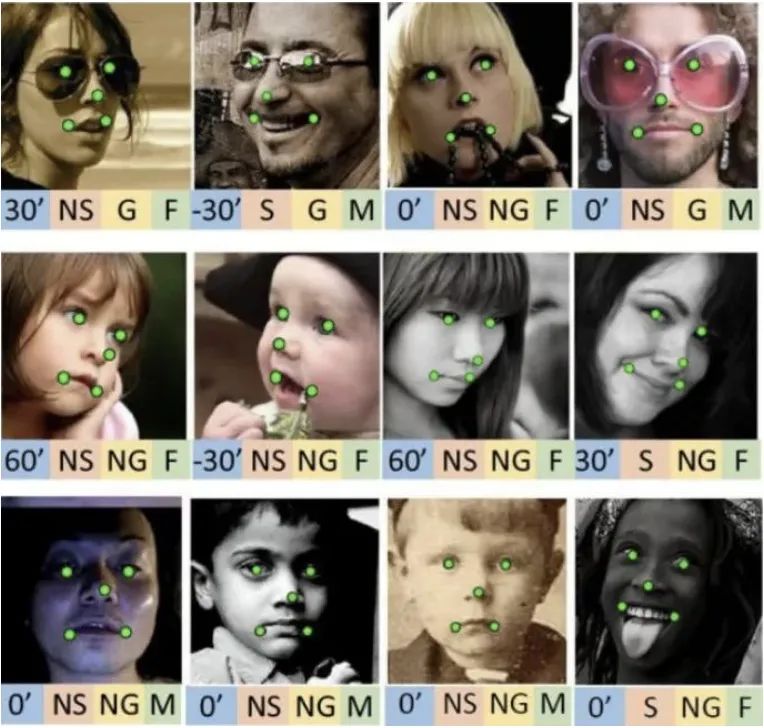 30’ NS G F -30’ S G M 0’ NS NG F 0’ NS G M
60’ NS NG F -30’ NS NG F 60’ NS NG F 30’ S NG F
0’ NS NG M 0’ NS NG M 0’ NS NG M 0’ S NG F